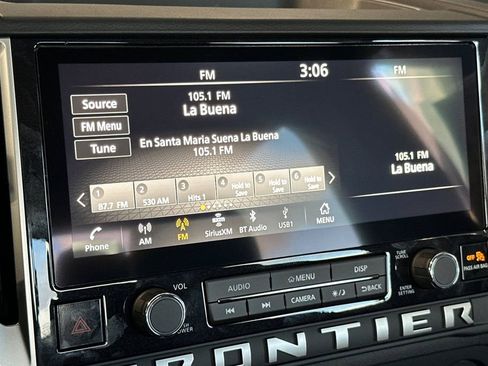 FM 3:06 FM
Source
FM Menu
Tune
105.1 FM
La Buena
En Santa Maria Suena La Buena
105.1 FM
105.1 FM
La Buena
1 87.7 FM
2 530 AM
3 Hits 1
4 Hold to Save
5 Hold to Save
6 Hold to Save
Phone
AM
FM
SiriusXM
BT Audio
USB1
MENU
VOL
AUDIO
MENU
DISP
CAMERA
BACK
POWER
TUNE
SCROLL
ENTER
SETTING
OFF
PASS AIR BAG
FRONTIER